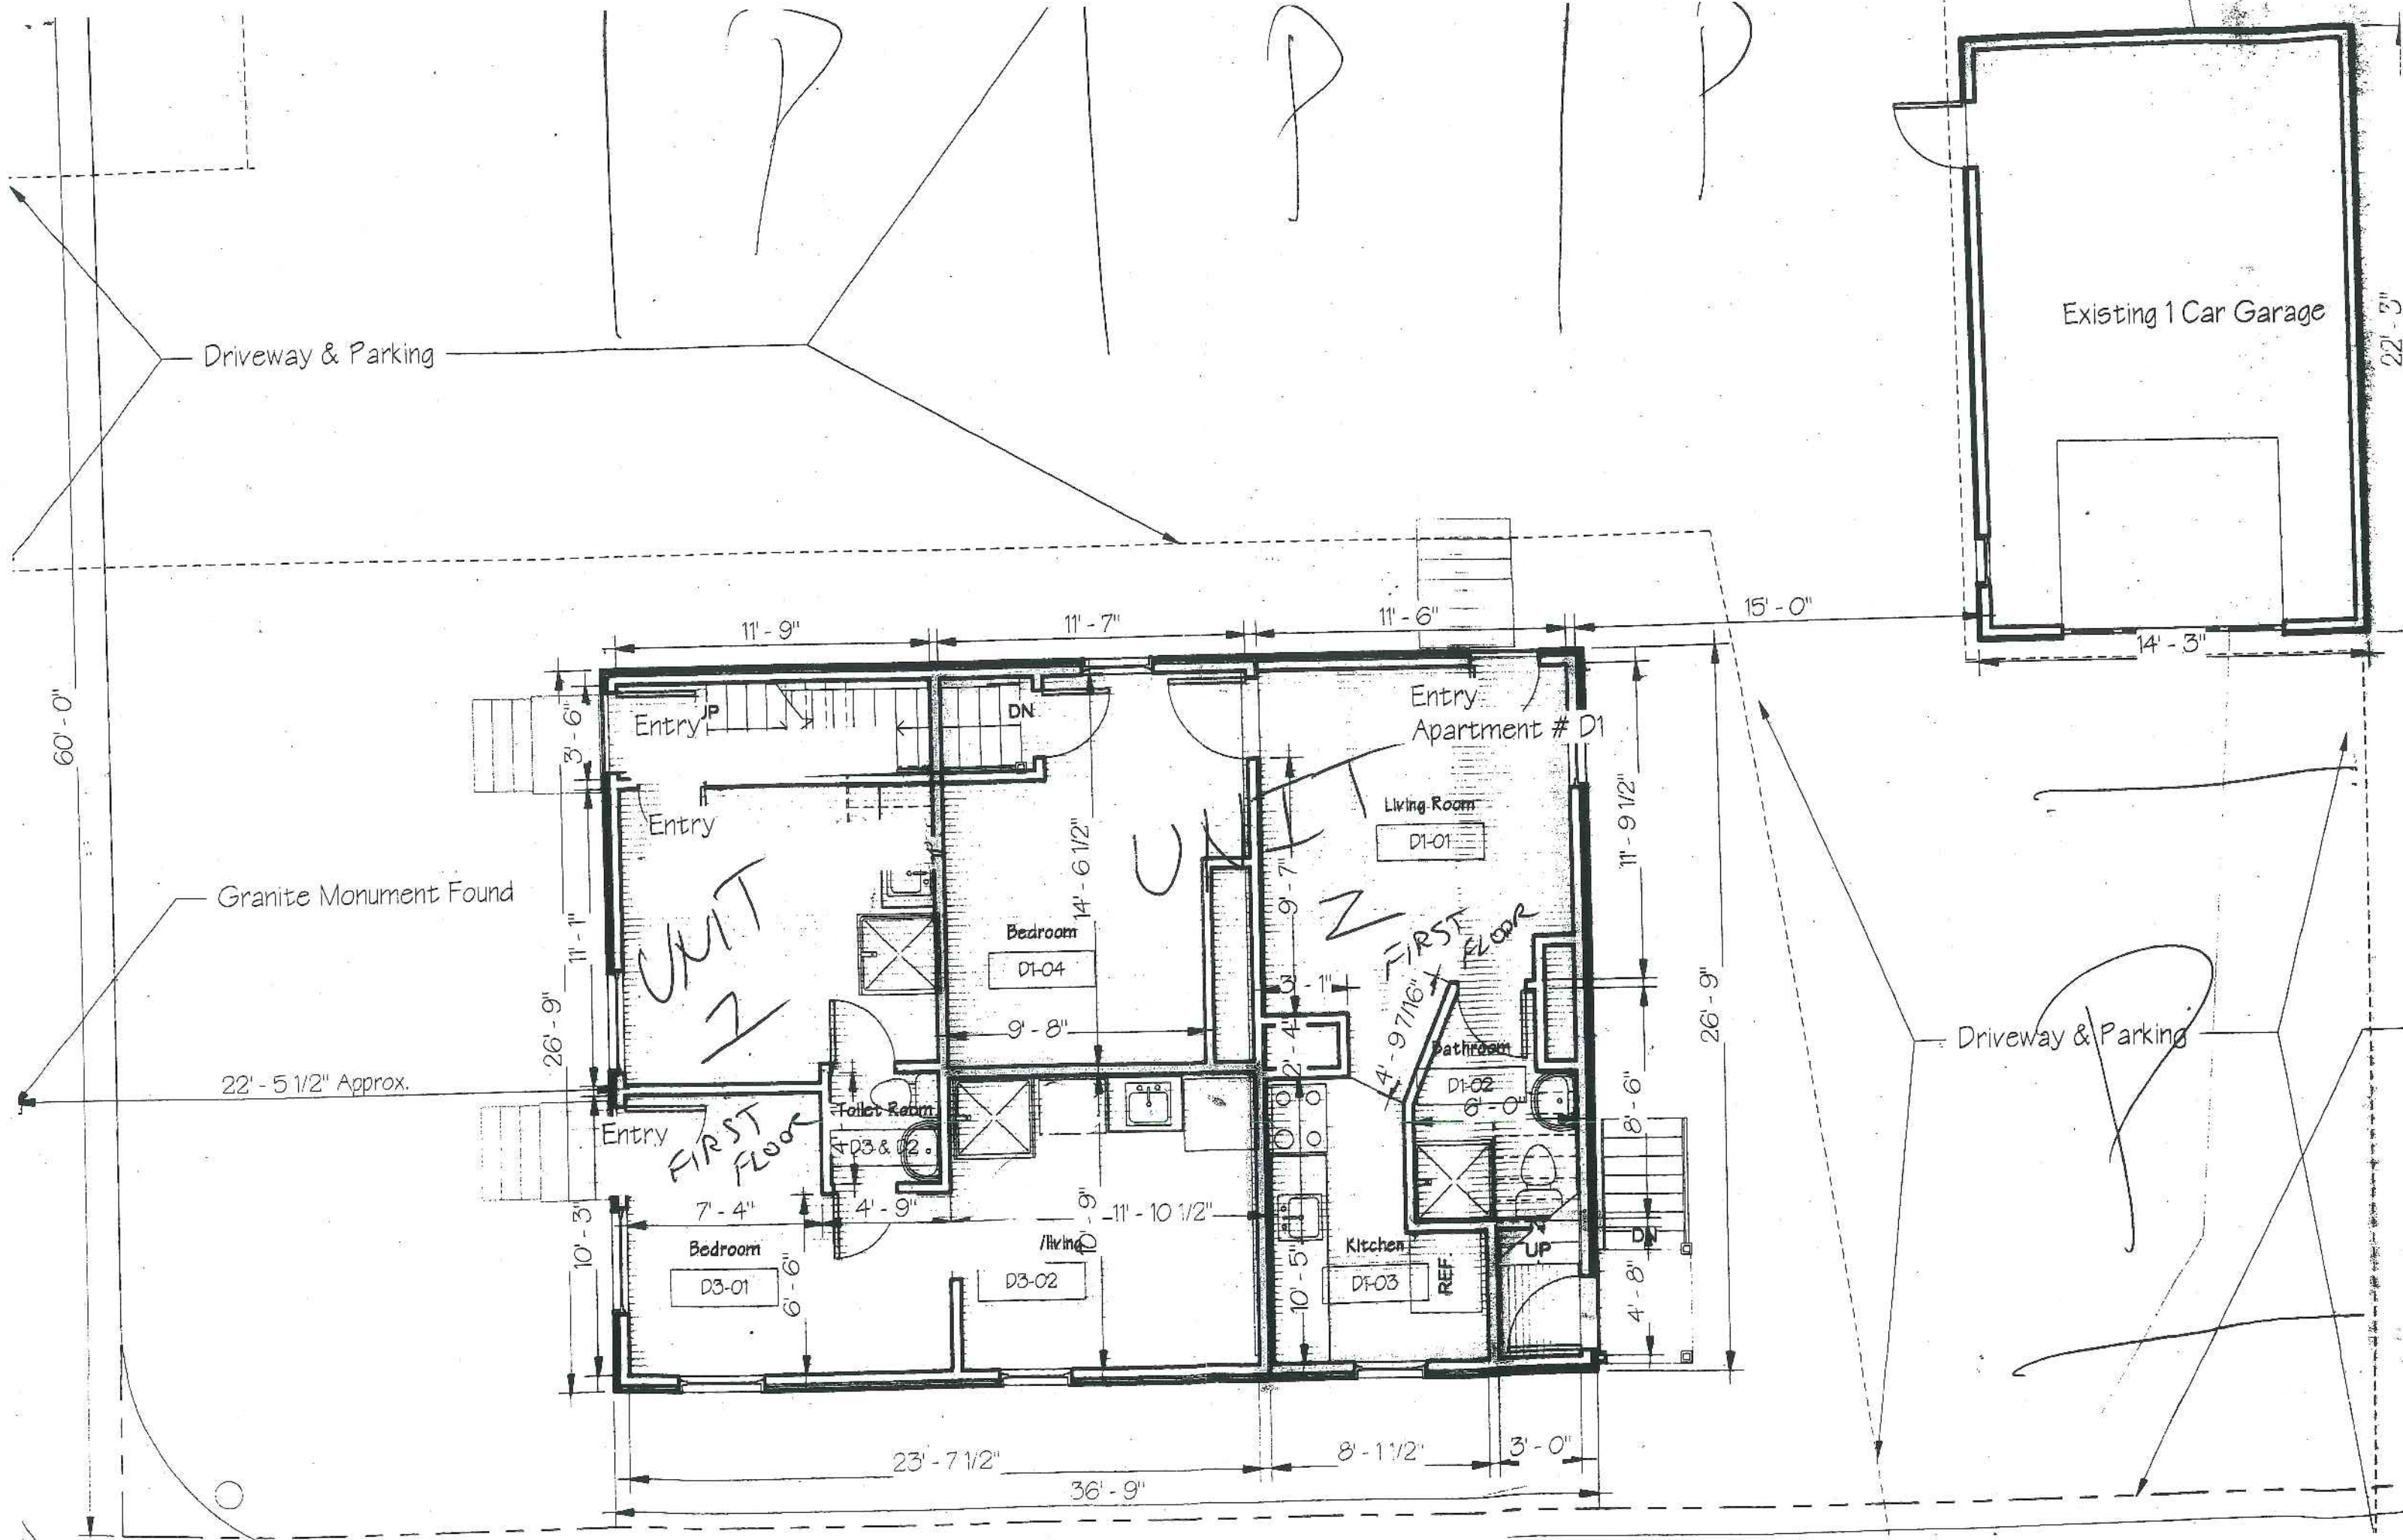 P
P
P
Existing 1 Car Garage
22' - 3"
Driveway & Parking
60' - 0"
11' - 9"
11' - 7"
11' - 6"
15' - 0"
14' - 3"
3' - 6"
Entry
DN
Entry
Apartment # D1
Entry
Living Room
D1-01
11' - 9 1/2"
14' - 6 1/2"
UNIT
2
9' - 7"
FIRST
FLOOR
Granite Monument Found
UNIT
1
11' - 1"
Bedroom
D1-04
3' - 1"
9' - 8"
2' - 4"
4' - 9 7/16"
26' - 9"
26' - 9"
Driveway & Parking
P
Bathroom
D1-02
6' - 0"
8' - 6"
22' - 5 1/2" Approx.
Entry
FIRST
FLOOR
Toilet Room
D3 & D2
7' - 4"
4' - 9"
10' - 9"
11' - 10 1/2"
10' - 3"
Bedroom
D3-01
6' - 6"
/living
D3-02
10' - 5"
Kitchen
D1-03
REF.
UP
DN
4' - 8"
23' - 7 1/2"
8' - 1 1/2"
3' - 0"
36' - 9"